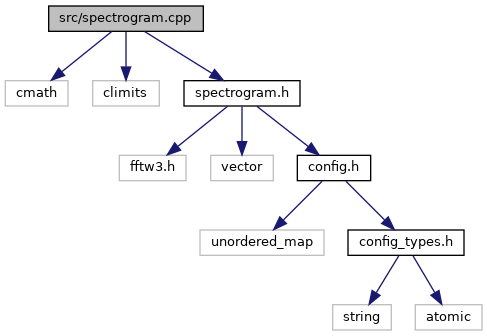 src/spectrogram.cpp
cmath
climits
spectrogram.h
fftw3.h
vector
config.h
unordered_map
config_types.h
string
atomic